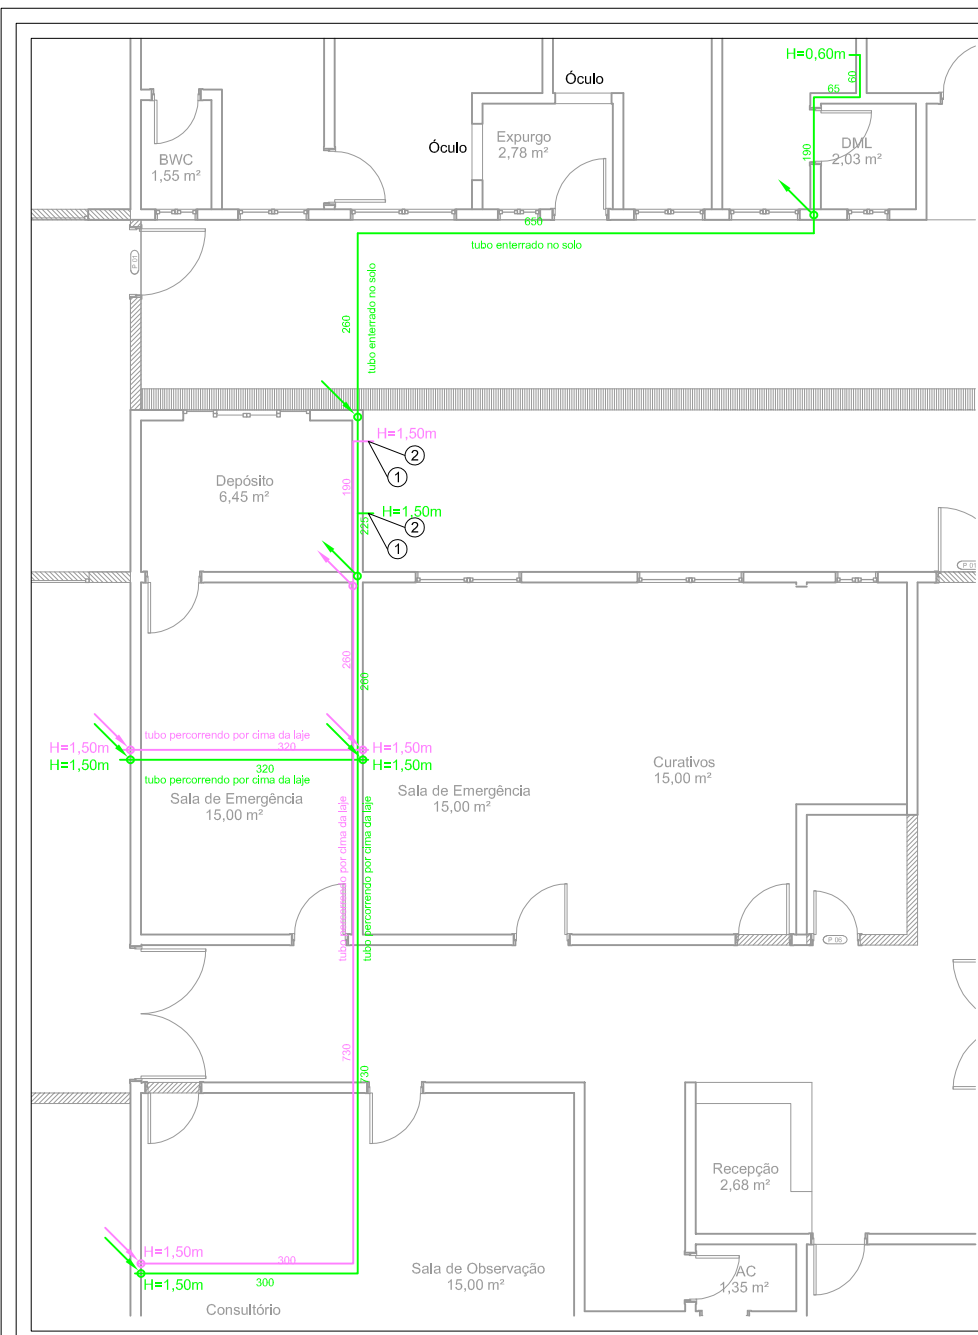 H=0,60m
60
65
Óculo
Óculo
Expurgo
2,78 m²
BWC
1,55 m²
DML
2,03 m²
190
650
tubo enterrado no solo
P 01
260
tubo enterrado no solo
H=1,50m
2
1
Depósito
6,45 m²
190
H=1,50m
225
2
1
P 01
260
260
tubo percorrendo por cima da laje
320
H=1,50m
H=1,50m
H=1,50m
H=1,50m
320
tubo percorrendo por cima da laje
Sala de Emergência
15,00 m²
Sala de Emergência
15,00 m²
Curativos
15,00 m²
tubo percorrendo por cima da laje
tubo percorrendo por cima da laje
P 06
730
730
Recepção
2,68 m²
H=1,50m
300
H=1,50m
300
Sala de Observação
15,00 m²
AC
1,35 m²
Consultório